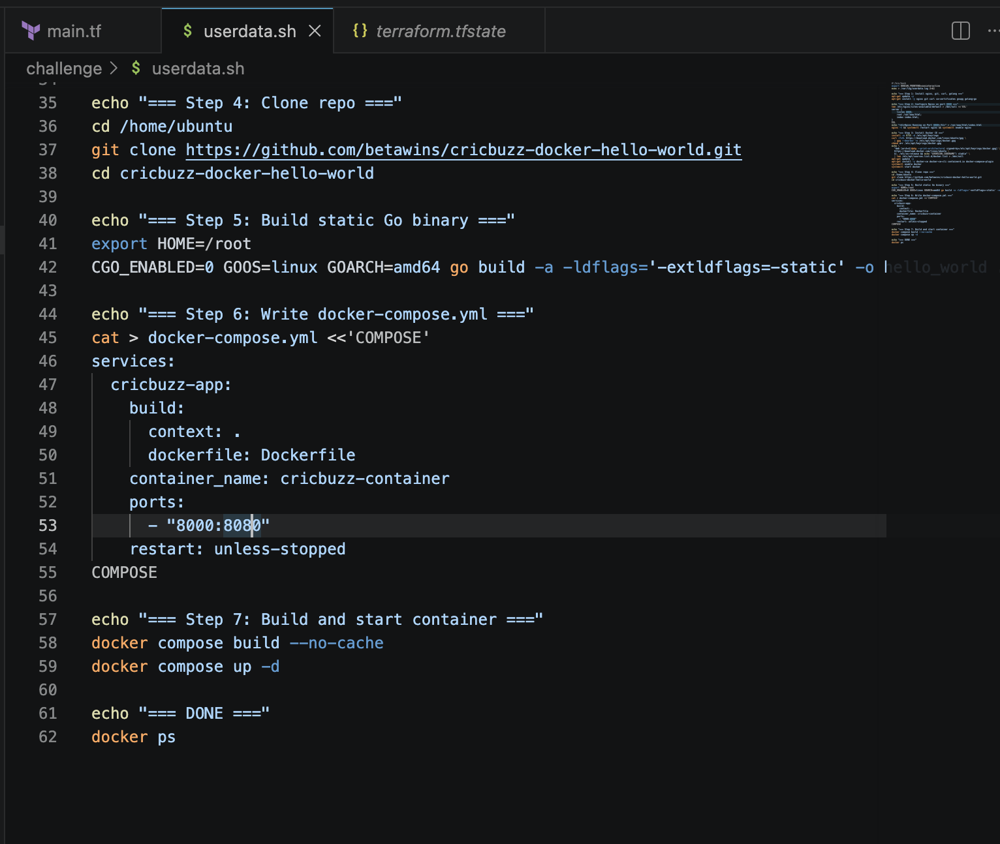 main.tf
$ userdata.sh
{} terraform.tfstate
challenge > $ userdata.sh
35 echo "=== Step 4: Clone repo ==="
36 cd /home/ubuntu
37 git clone https://github.com/betawins/cricbuzz-docker-hello-world.git
38 cd cricbuzz-docker-hello-world
39
40 echo "=== Step 5: Build static Go binary ==="
41 export HOME=/root
42 CGO_ENABLED=0 GOOS=linux GOARCH=amd64 go build -a -ldflags='-extldflags=-static' -o hello_world
43
44 echo "=== Step 6: Write docker-compose.yml ==="
45 cat > docker-compose.yml <<'COMPOSE'
46 services:
47   cricbuzz-app:
48     build:
49       context: .
50       dockerfile: Dockerfile
51     container_name: cricbuzz-container
52     ports:
53       - "8000:8080"
54     restart: unless-stopped
55 COMPOSE
56
57 echo "=== Step 7: Build and start container ==="
58 docker compose build --no-cache
59 docker compose up -d
60
61 echo "=== DONE ==="
62 docker ps